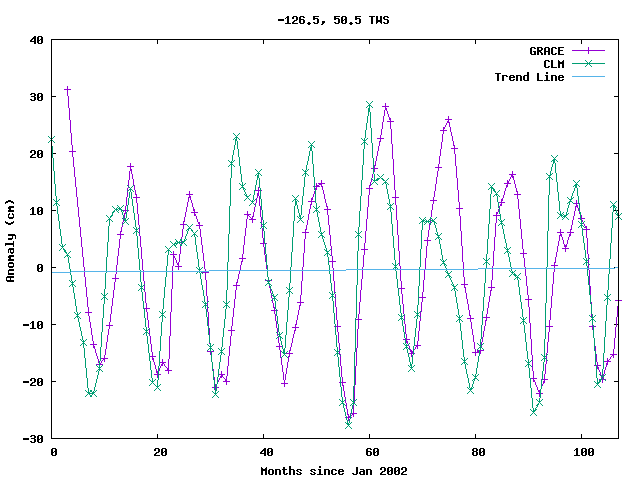 -126.5, 50.5 TWS
GRACE
CLM
Trend Line
40
30
20
10
0
-10
-20
-30
Anomaly (cm)
0 20 40 60 80 100
Months since Jan 2002